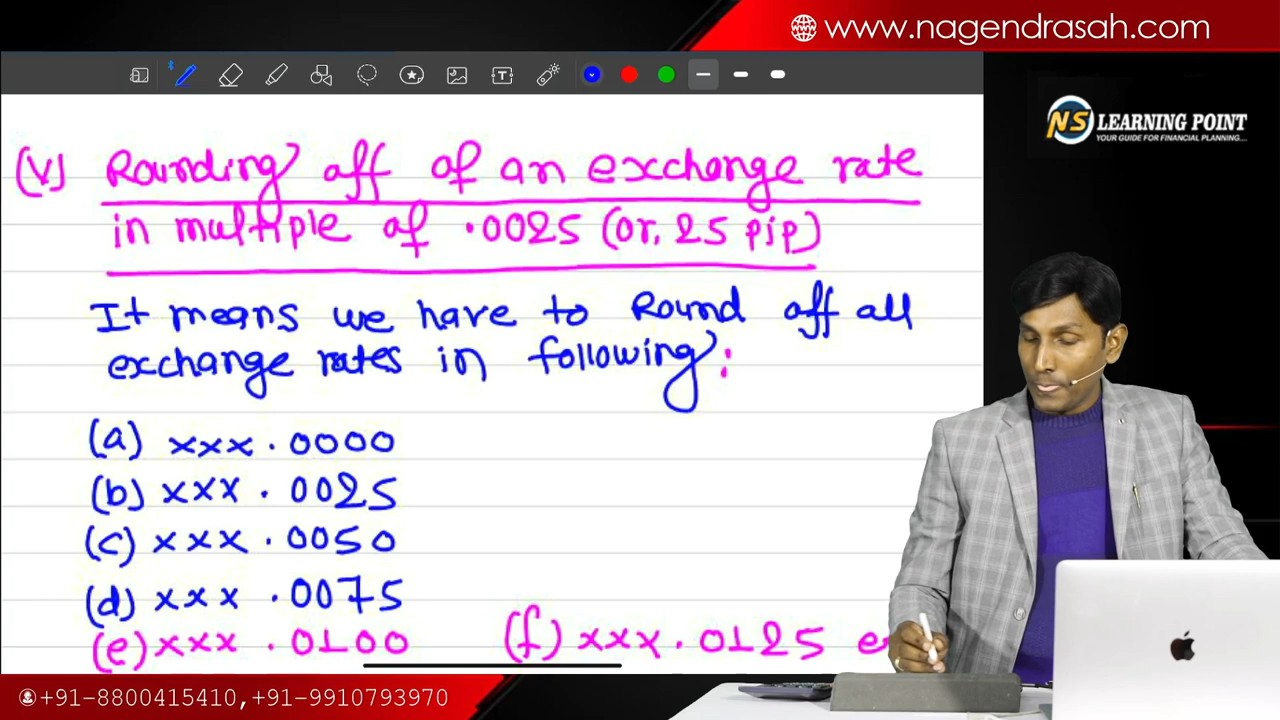 www.nagendrasah.com
NS LEARNING POINT
YOUR GUIDE FOR FINANCIAL PLANNING....
(V) Rounding off of an exchange rate
in multiple of .0025 (or, 25 pip)
It means we have to Round off all
exchange rates in following:
(a) xxx.0000
(b) xxx.0025
(c) xxx.0050
(d) xxx.0075
(e) xxx.0100 (f) xxx.0125
+91-8800415410,+91-9910793970